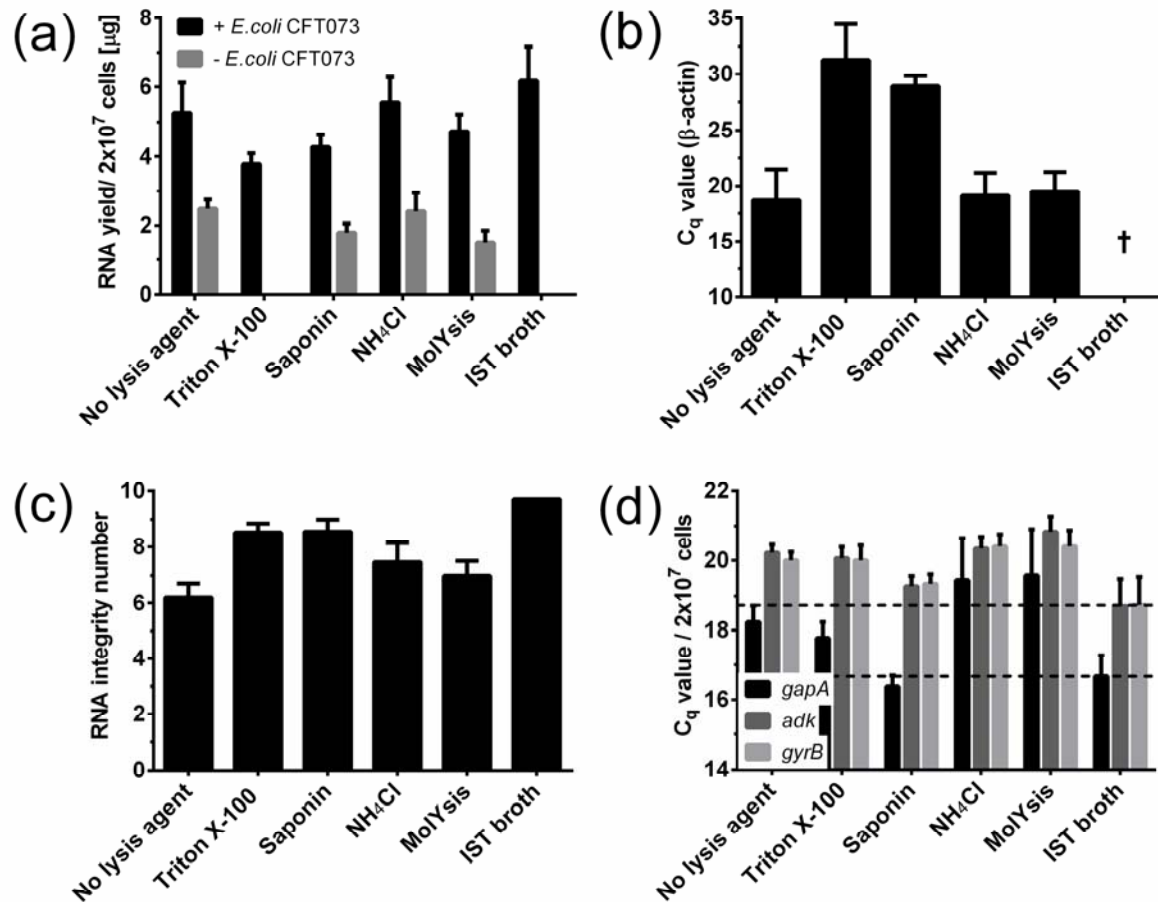 (a)
RNA yield/ 2x10⁷ cells [µg]
8
6
4
2
0
+ E.coli CFT073
- E.coli CFT073
No lysis agent
Triton X-100
Saponin
NH₄Cl
MolYsis
IST broth
(b)
Cq value (β-actin)
35
30
25
20
15
10
†
No lysis agent
Triton X-100
Saponin
NH₄Cl
MolYsis
IST broth
(c)
RNA integrity number
10
8
6
4
2
0
No lysis agent
Triton X-100
Saponin
NH₄Cl
MolYsis
IST broth
(d)
Cq value / 2x10⁷ cells
22
20
18
16
14
gapA
adk
gyrB
No lysis agent
Triton X-100
Saponin
NH₄Cl
MolYsis
IST broth